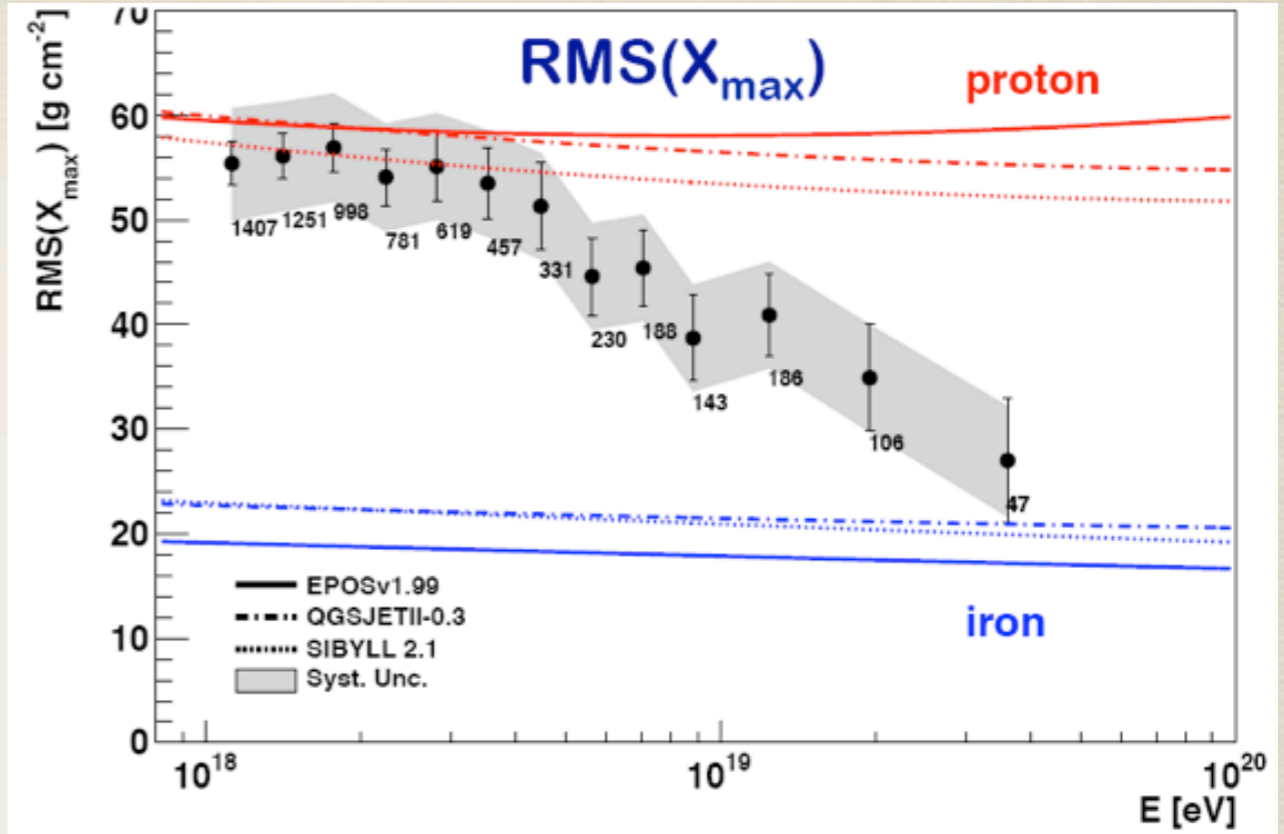 RMS(Xmax)
proton
RMS(Xmax) [g cm-2]
70
60
50
40
30
20
10
0
1407
1251
998
781
619
457
331
230
188
143
186
106
47
EPOSv1.99
QGSJETII-0.3
SIBYLL 2.1
Syst. Unc.
iron
10^18
10^19
10^20
E [eV]